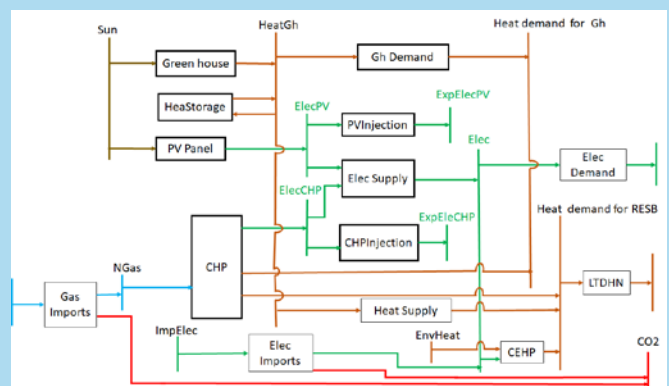 Sun
HeatGh
Heat demand for Gh
Green house
Gh Demand
HeaStorage
ElecPV
ExpElecPV
PVInjection
Elec
PV Panel
Elec Supply
Elec
Demand
ElecCHP
ExpEleCHP
CHPInjection
Heat demand for RESB
CHP
NGas
LTDHN
Gas
Imports
Heat Supply
ImpElec
EnvHeat
Elec
Imports
CEHP
CO2